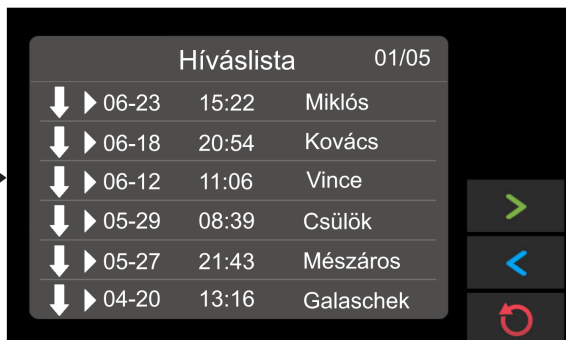 Híváslista 01/05
06-23 15:22 Miklós
06-18 20:54 Kovács
06-12 11:06 Vince
05-29 08:39 Csülök
05-27 21:43 Mészáros
04-20 13:16 Galaschek